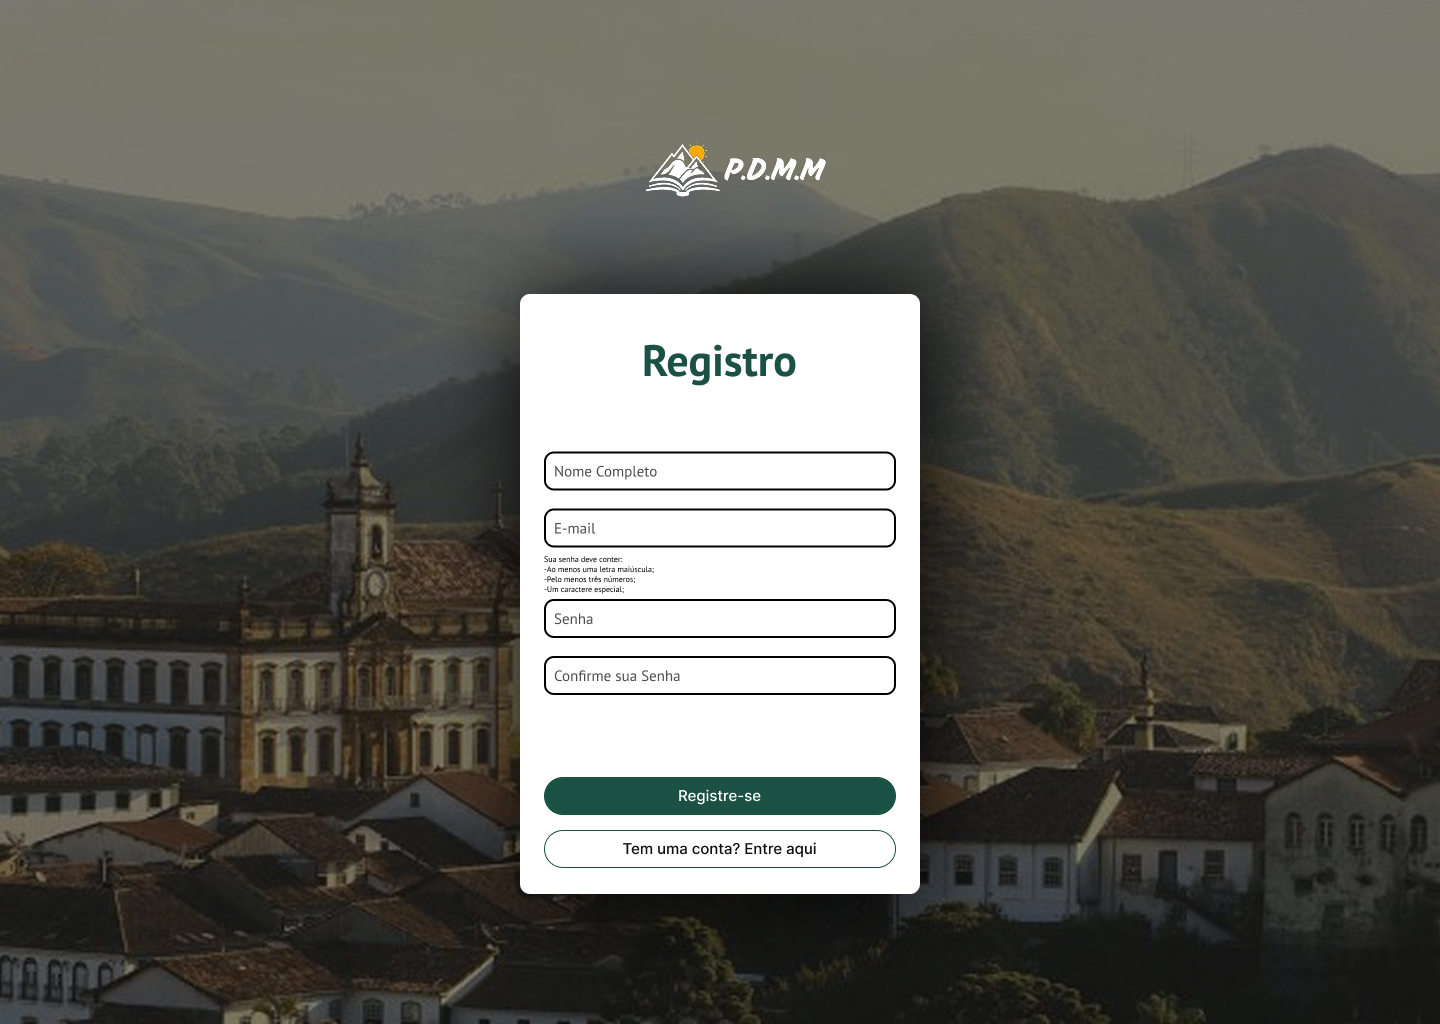 P.D.M.M
Registro
Nome Completo
E-mail
Sua senha deve conter:
-Ao menos uma letra maiúscula;
-Pelo menos três números;
-Um caractere especial;
Senha
Confirme sua Senha
Registre-se
Tem uma conta? Entre aqui